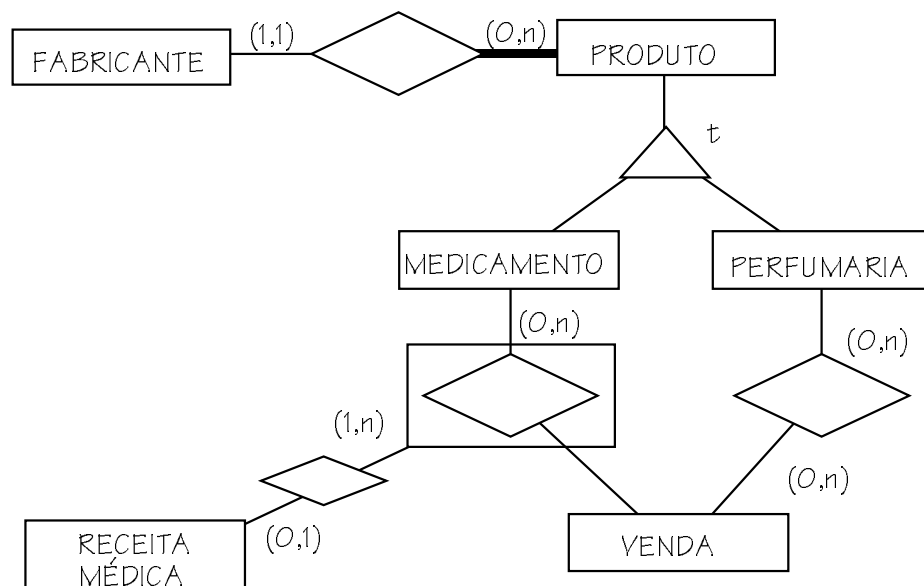 (1,1)
(0,n)
FABRICANTE
PRODUTO
t
MEDICAMENTO
PERFUMARIA
(0,n)
(0,n)
(1,n)
(0,n)
(0,1)
RECEITA
MÉDICA
VENDA